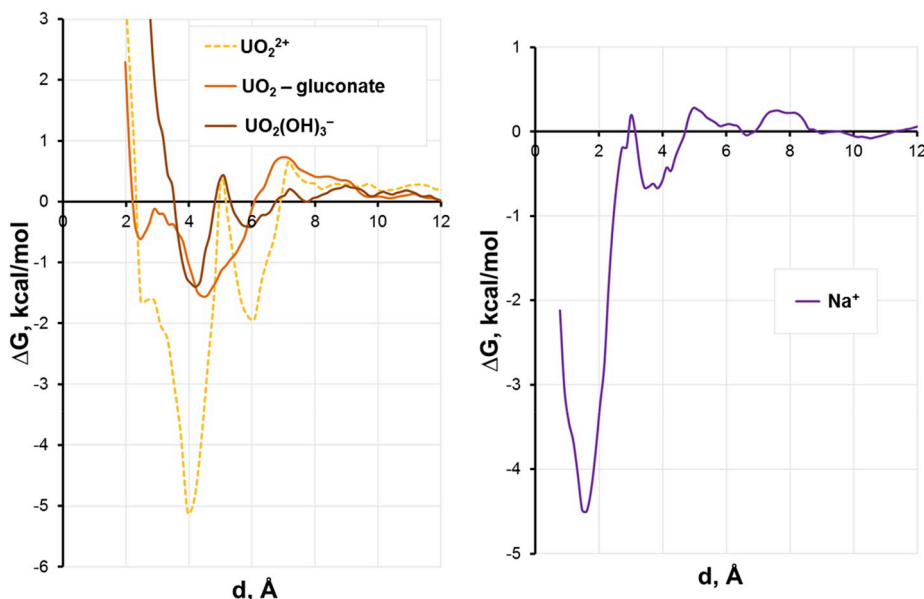 3
2
1
0
-1
-2
-3
-4
-5
-6
0 2 4 6 8 10 12
ΔG, kcal/mol
d, Å
UO₂²⁺
UO₂ – gluconate
UO₂(OH)₃⁻
1
0
-1
-2
-3
-4
-5
0 2 4 6 8 10 12
ΔG, kcal/mol
d, Å
Na⁺